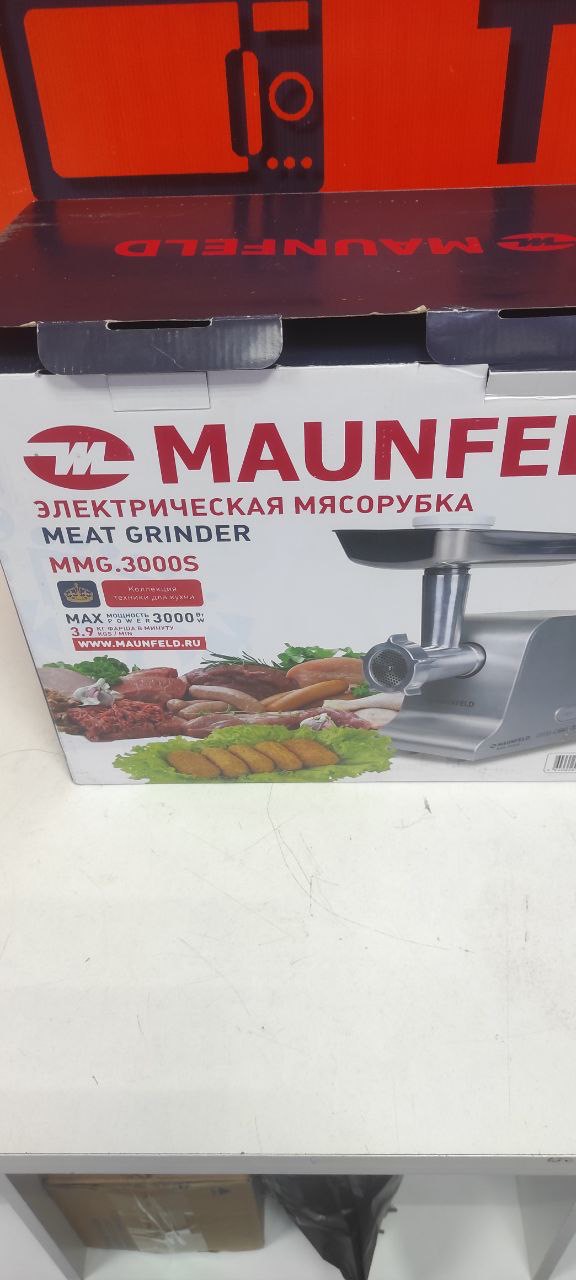 T
MAUNFELD
MAUNFEL
ЭЛЕКТРИЧЕСКАЯ МЯСОРУБКА
MEAT GRINDER
MMG.3000S
Коллекция
техники для кухни
MAX МОЩНОСТЬ POWER 3000 Вт W
3.9 КГ ФАРША В МИНУТУ KGS / MIN
WWW.MAUNFELD.RU
MAUNFELD
MAUNFELD